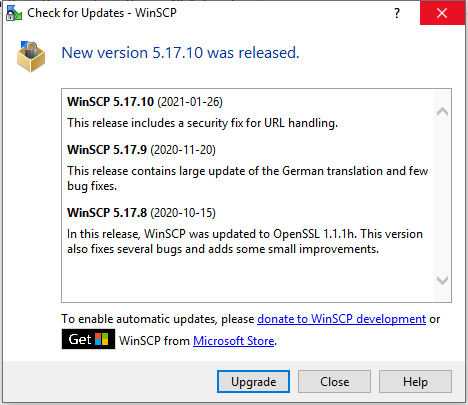 Check for Updates - WinSCP
?
New version 5.17.10 was released.
WinSCP 5.17.10 (2021-01-26)
This release includes a security fix for URL handling.
WinSCP 5.17.9 (2020-11-20)
This release contains large update of the German translation and few
bug fixes.
WinSCP 5.17.8 (2020-10-15)
In this release, WinSCP was updated to OpenSSL 1.1.1h. This version
also fixes several bugs and adds some small improvements.
To enable automatic updates, please donate to WinSCP development or
Get WinSCP from Microsoft Store.
Upgrade Close Help